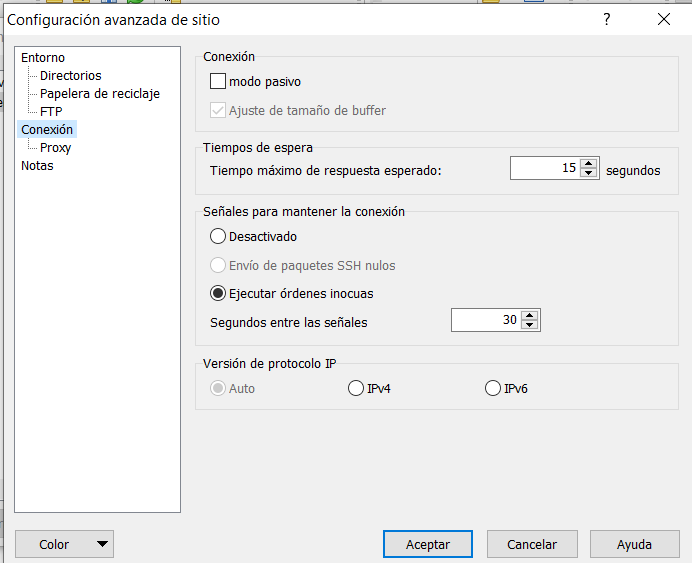 Configuración avanzada de sitio
?
Entorno
Directorios
Papelera de reciclaje
FTP
Conexión
Proxy
Notas
Conexión
modo pasivo
Ajuste de tamaño de buffer
Tiempos de espera
Tiempo máximo de respuesta esperado: 15 segundos
Señales para mantener la conexión
Desactivado
Envío de paquetes SSH nulos
Ejecutar órdenes inocuas
Segundos entre las señales 30
Versión de protocolo IP
Auto IPv4 IPv6
Color Aceptar Cancelar Ayuda